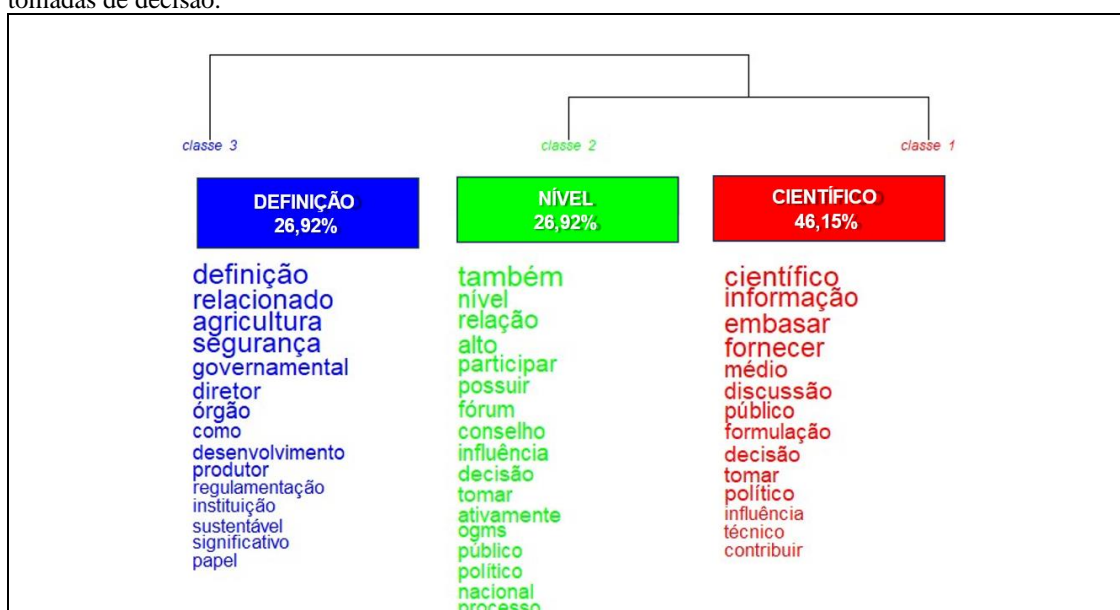 tomadas de decisão.
classe 3
classe 2
classe 1
DEFINIÇÃO
26,92%
NÍVEL
26,92%
CIENTÍFICO
46,15%
definição
relacionado
agricultura
segurança
governamental
diretor
órgão
como
desenvolvimento
produtor
regulamentação
instituição
sustentável
significativo
papel
também
nível
relação
alto
participar
possuir
fórum
conselho
influência
decisão
tomar
ativamente
ogms
público
político
nacional
processo
científico
informação
embasar
fornecer
médio
discussão
público
formulação
decisão
tomar
político
influência
técnico
contribuir